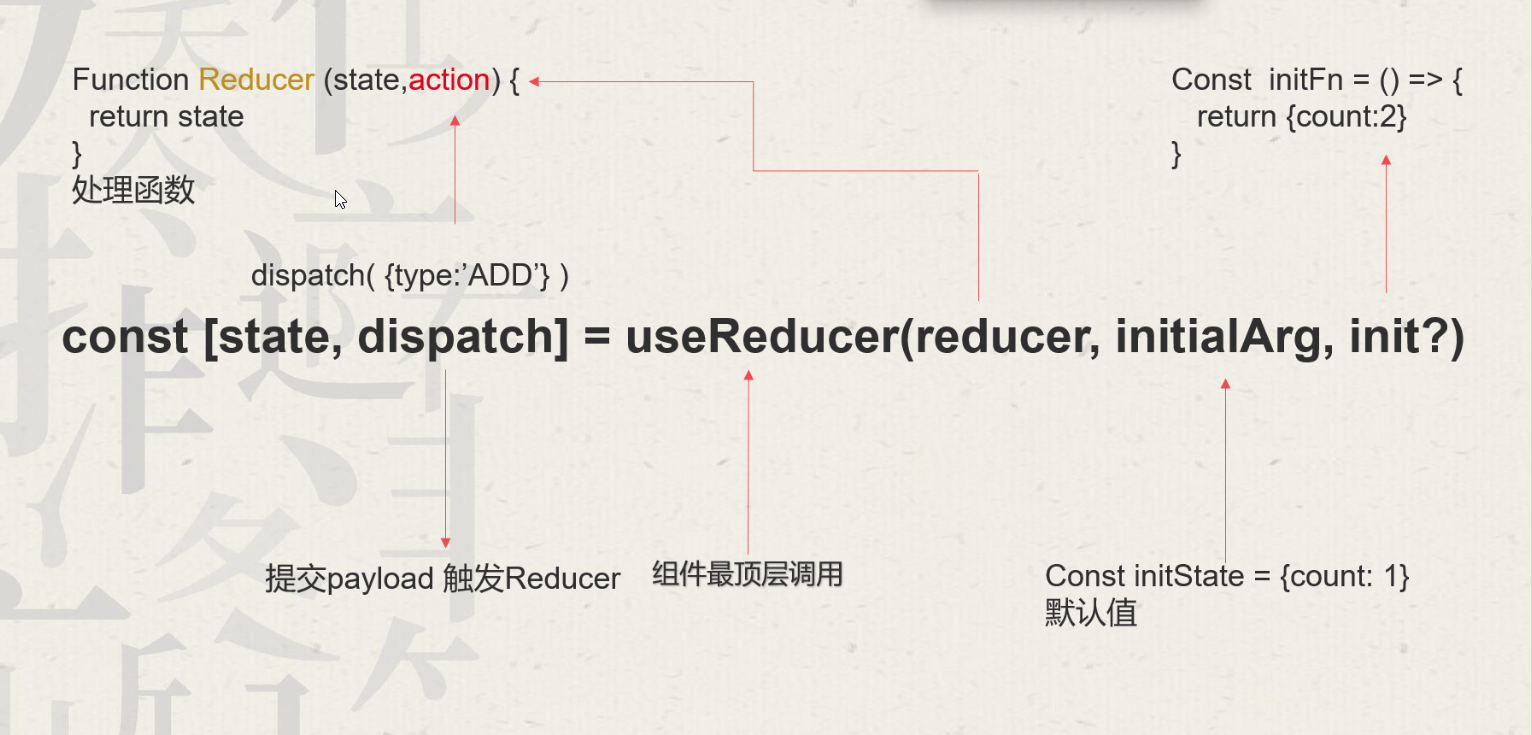 Function Reducer (state,action) {
return state
}
处理函数
Const initFn = () => {
return {count:2}
}
dispatch( {type:’ADD’} )
const [state, dispatch] = useReducer(reducer, initialArg, init?)
提交payload 触发Reducer
组件最顶层调用
Const initState = {count: 1}
默认值